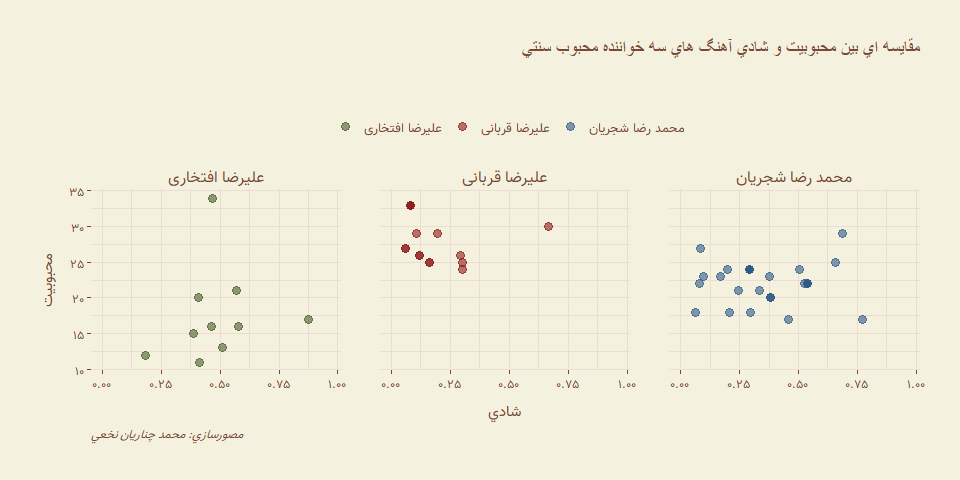 مقايسه اي بين محبوبيت و شادي آهنگ هاي سه خواننده محبوب سنتي
محمد رضا شجریان علیرضا قربانی علیرضا افتخاری
علیرضا افتخاری علیرضا قربانی محمد رضا شجریان
محبوبيت
۳۵
۳۰
۲۵
۲۰
۱۵
۱۰
۰.۰۰ ۰.۲۵ ۰.۵۰ ۰.۷۵ ۱.۰۰ ۰.۰۰ ۰.۲۵ ۰.۵۰ ۰.۷۵ ۱.۰۰ ۰.۰۰ ۰.۲۵ ۰.۵۰ ۰.۷۵ ۱.۰۰
شادي
مصورسازي: محمد چناريان نخعي